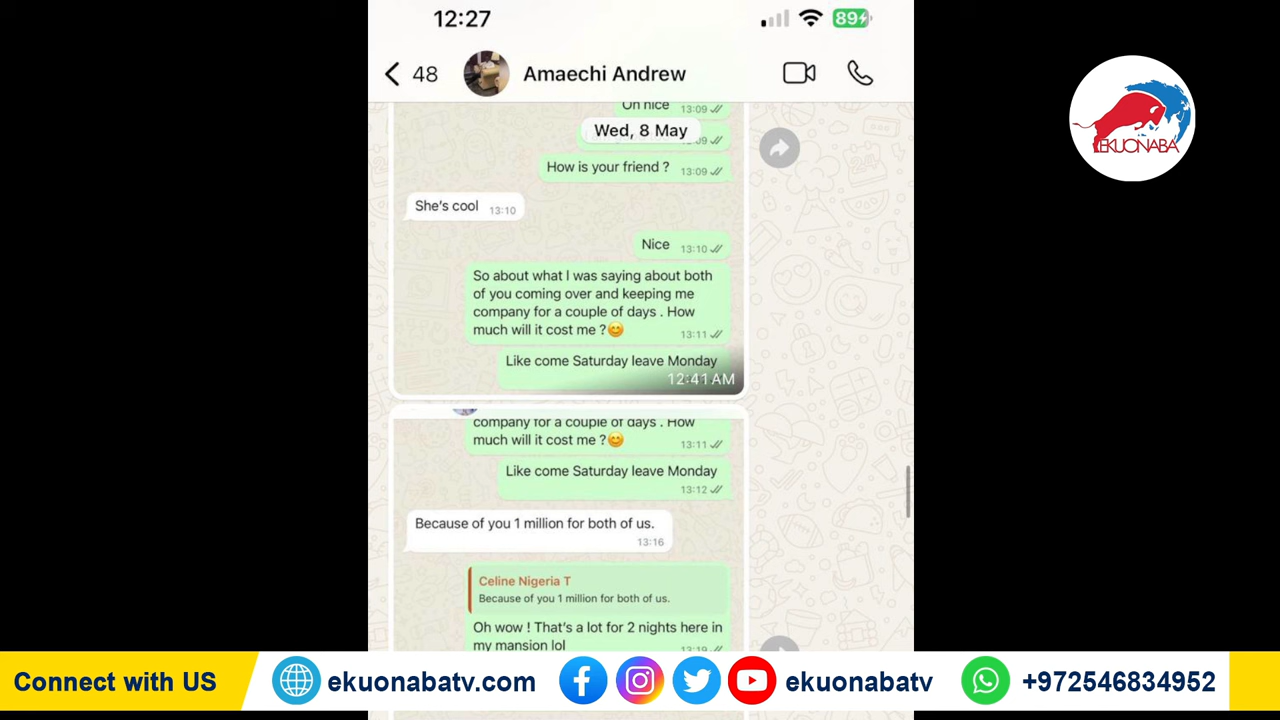 12:27
89
48
Amaechi Andrew
Oh nice
13:09
Wed, 8 May
:09
How is your friend ?
13:09
She's cool
13:10
Nice
13:10
So about what I was saying about both
of you coming over and keeping me
company for a couple of days . How
much will it cost me ?😊
13:11
Like come Saturday leave Monday
12:41 AM
company for a couple of days . How
much will it cost me ?😊
13:11
Like come Saturday leave Monday
13:12
Because of you 1 million for both of us.
13:16
Celine Nigeria T
Because of you 1 million for both of us.
Oh wow ! That's a lot for 2 nights here in
my mansion lol
13:19
EKUONABA
Connect with US
ekuonabatv.com
ekuonabatv
+972546834952